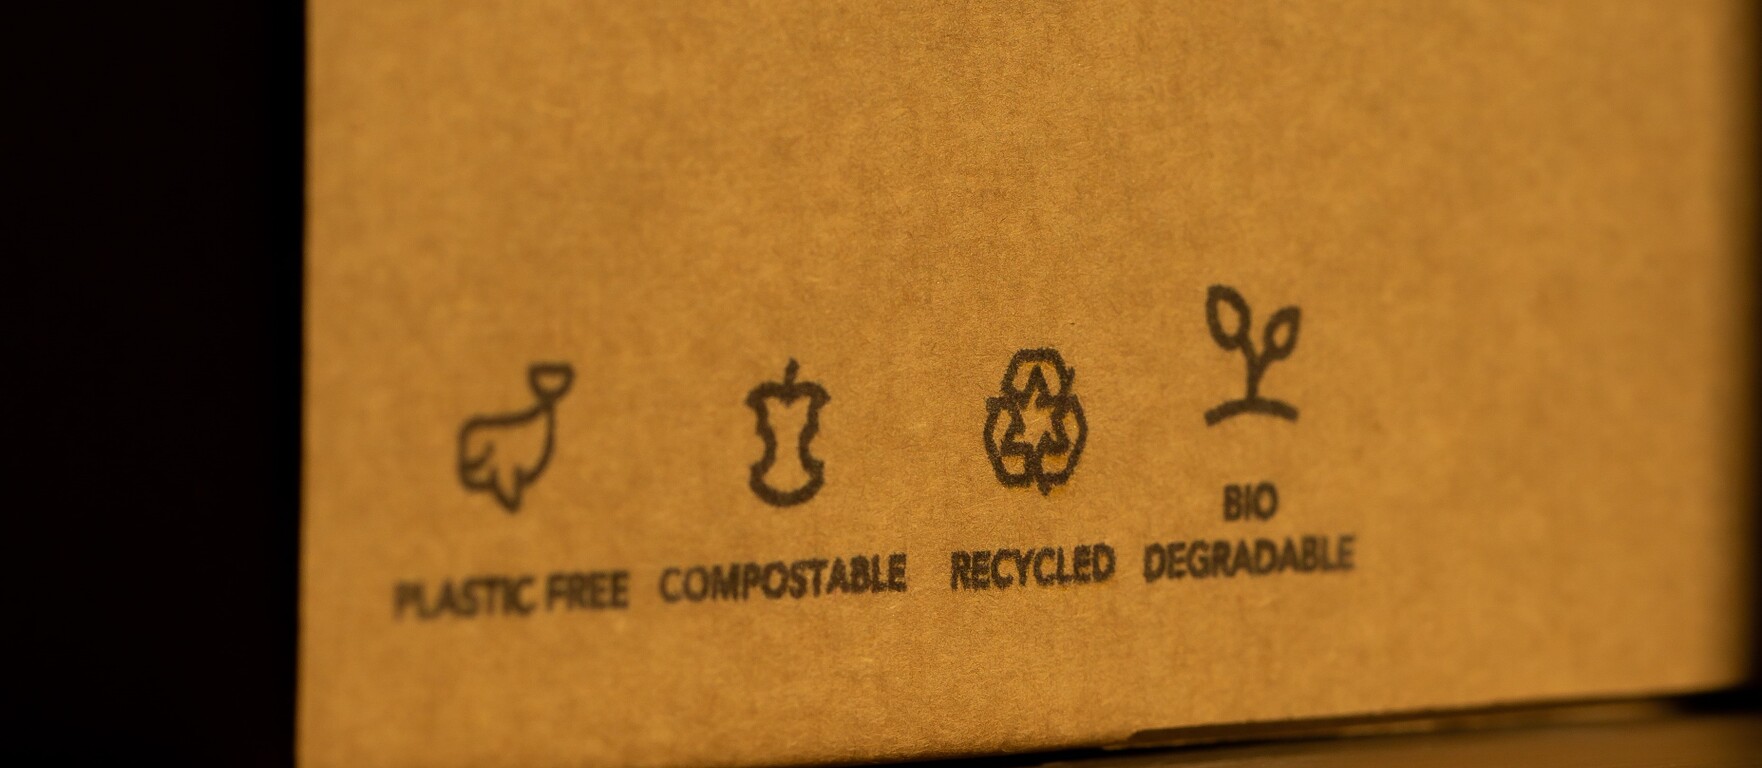 PLASTIC FREE
COMPOSTABLE
RECYCLED
BIO
DEGRADABLE